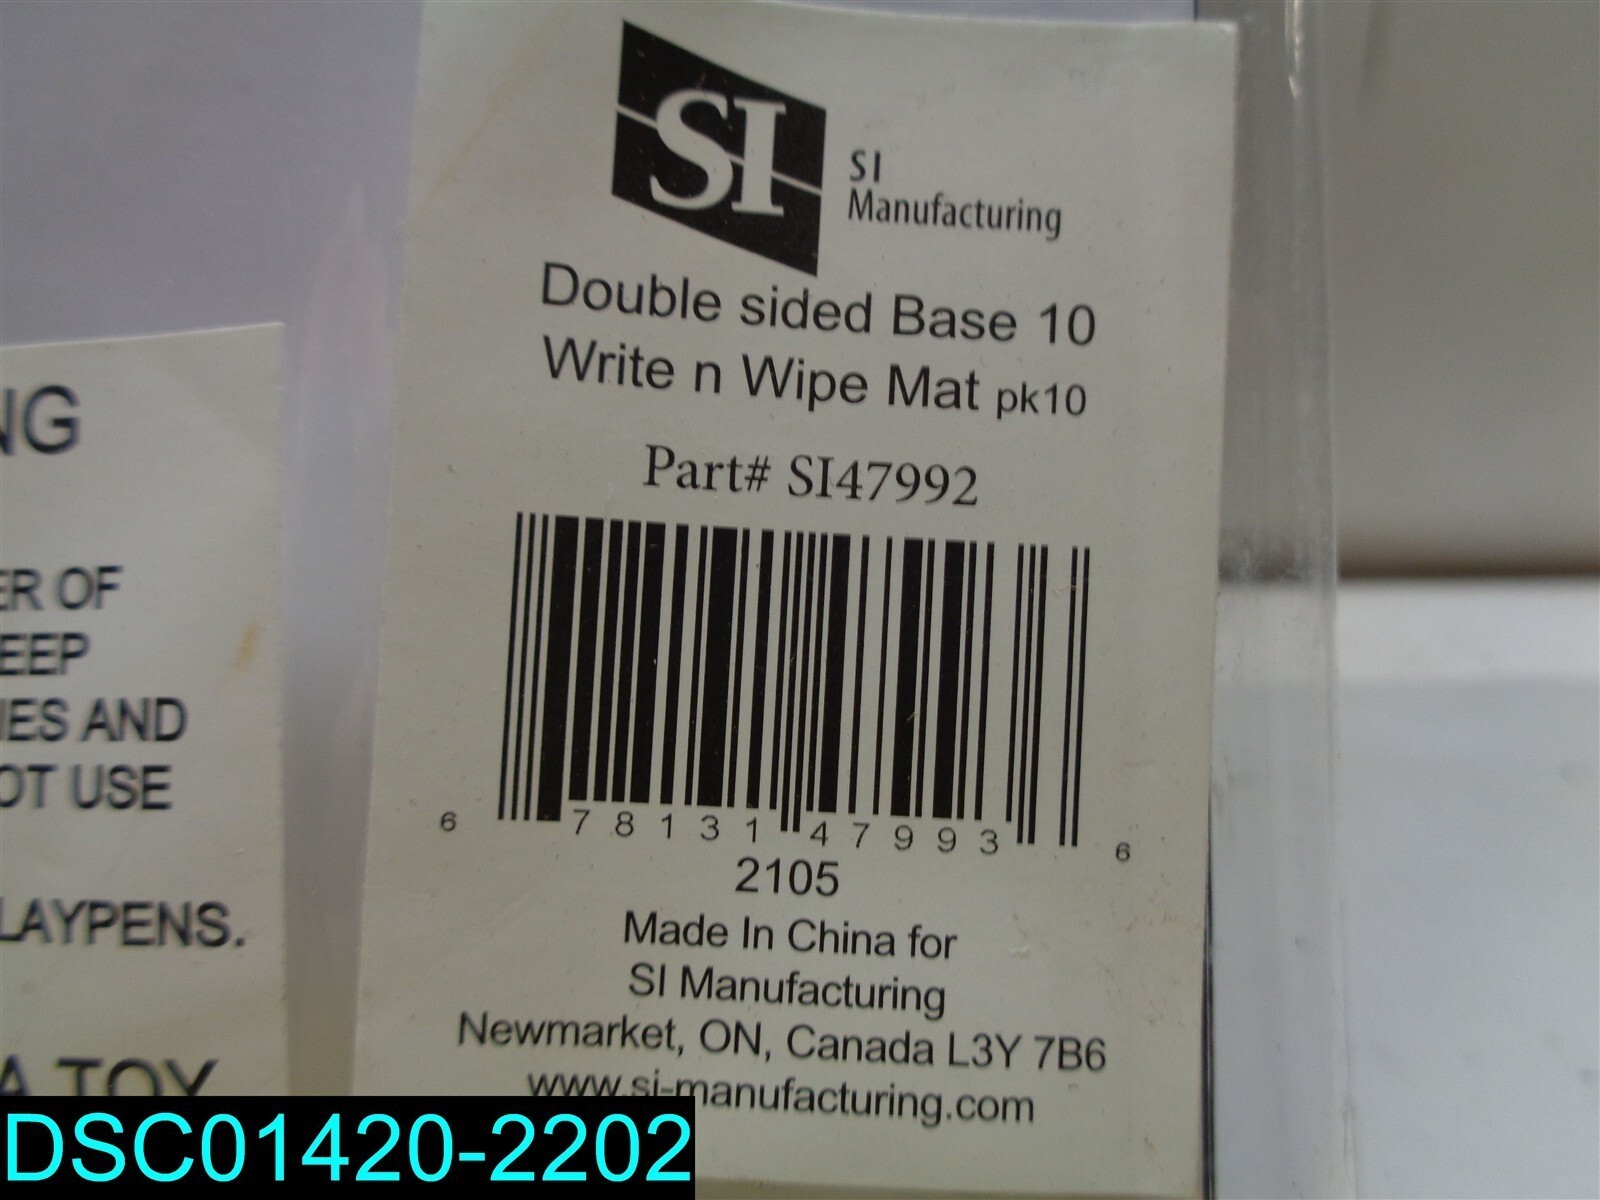 SI
SI
Manufacturing
Double sided Base 10
Write n Wipe Mat pk10
Part# SI47992
6 78131 47993 6
2105
Made In China for
SI Manufacturing
Newmarket, ON, Canada L3Y 7B6
www.si-manufacturing.com
NG
ER OF
EEP
IES AND
OT USE
LAYPENS.
A TOY
DSC01420-2202